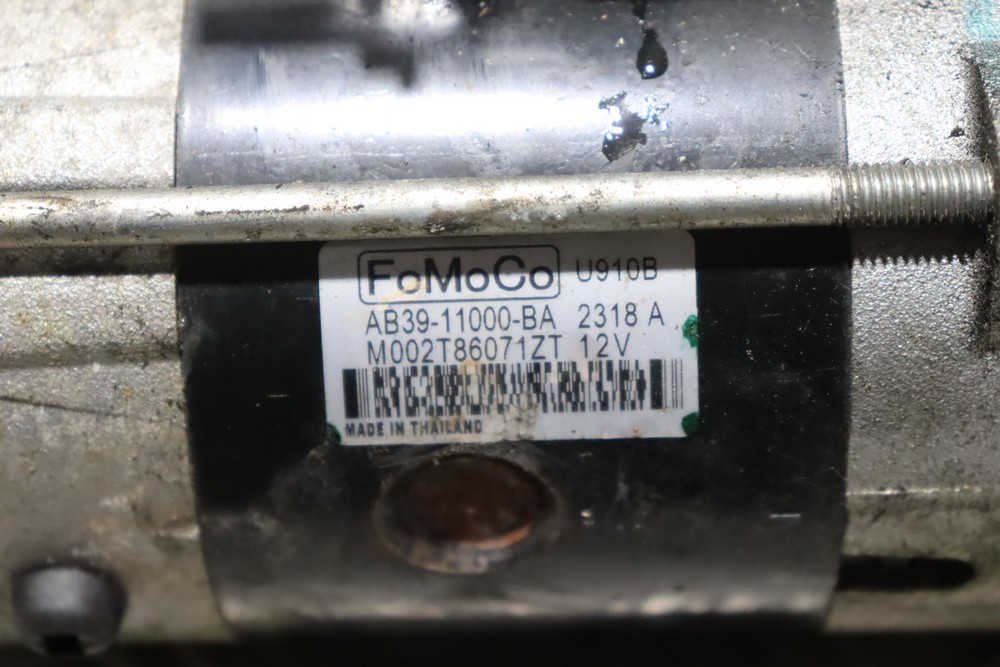 FoMoCo U910B
AB39-11000-BA 2318 A
M002T86071ZT 12V
MADE IN THAILAND